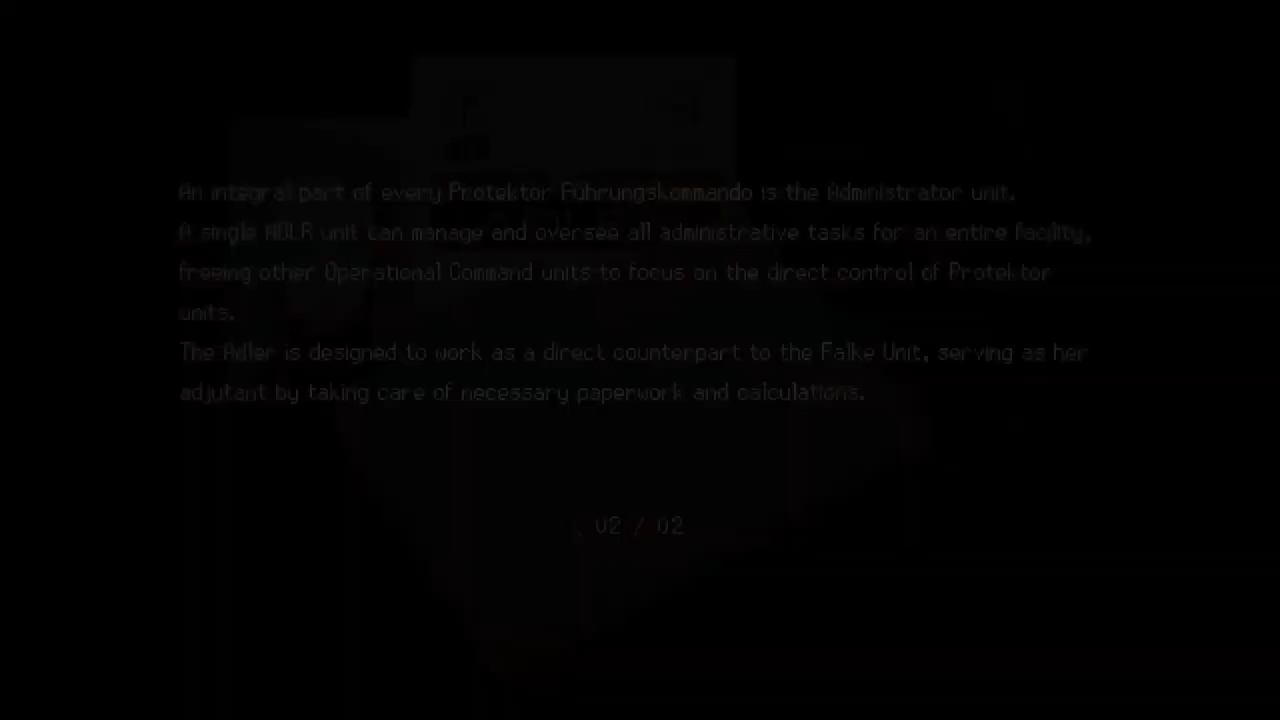 An integral part of every Protektor Führungskommando is the Administrator unit.
A single ADLR unit can manage and oversee all administrative tasks for an entire facility,
freeing other Operational Command units to focus on the direct control of Protektor
units.
The Adler is designed to work as a direct counterpart to the Falke Unit, serving as her
adjutant by taking care of necessary paperwork and calculations.
02 / 02